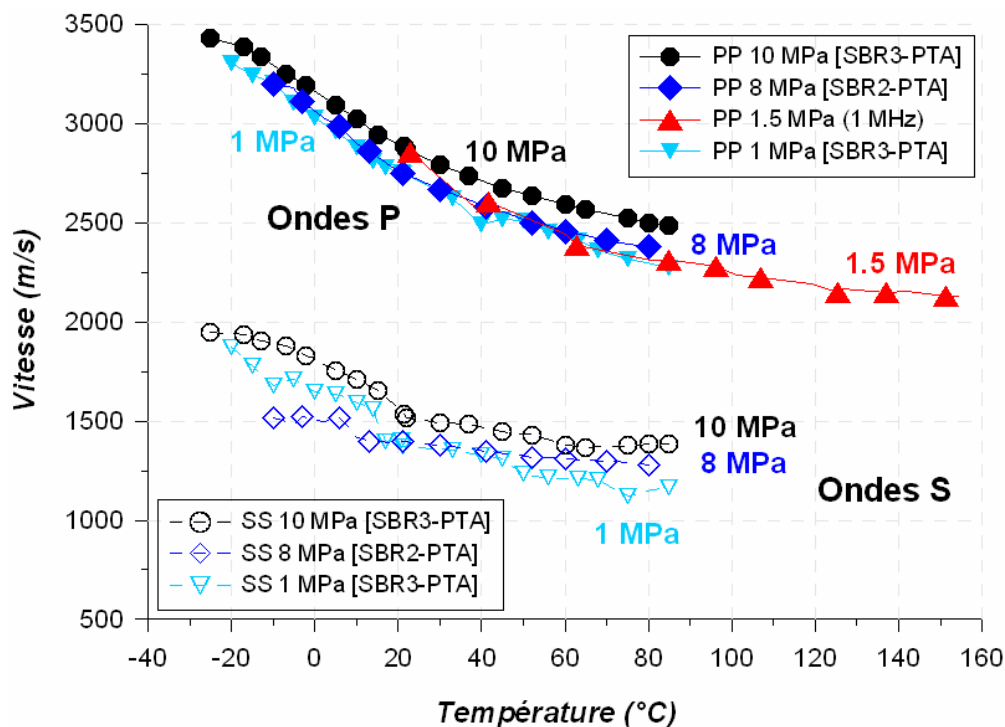 3500
3000
2500
2000
1500
1000
500
Vitesse (m/s)
PP 10 MPa [SBR3-PTA]
PP 8 MPa [SBR2-PTA]
PP 1.5 MPa (1 MHz)
PP 1 MPa [SBR3-PTA]
1 MPa
10 MPa
Ondes P
8 MPa
1.5 MPa
10 MPa
8 MPa
Ondes S
1 MPa
SS 10 MPa [SBR3-PTA]
SS 8 MPa [SBR2-PTA]
SS 1 MPa [SBR3-PTA]
-40 -20 0 20 40 60 80 100 120 140 160
Température (°C)